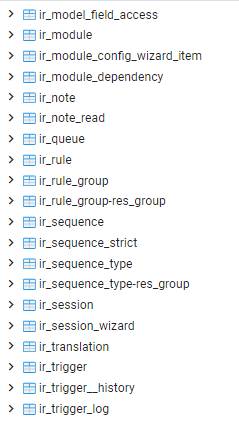 ir_model_field_access
ir_module
ir_module_config_wizard_item
ir_module_dependency
ir_note
ir_note_read
ir_queue
ir_rule
ir_rule_group
ir_rule_group-res_group
ir_sequence
ir_sequence_strict
ir_sequence_type
ir_sequence_type-res_group
ir_session
ir_session_wizard
ir_translation
ir_trigger
ir_trigger__history
ir_trigger_log